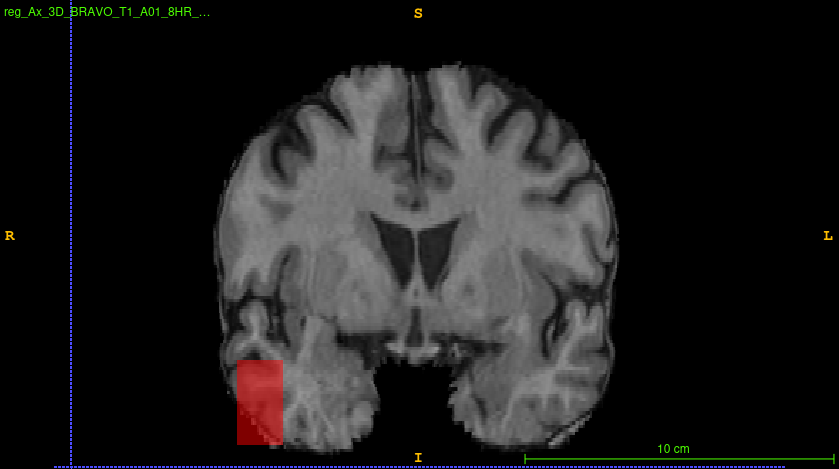 reg_Ax_3D_BRAVO_T1_A01_8HR_...
S
R
L
10 cm
I